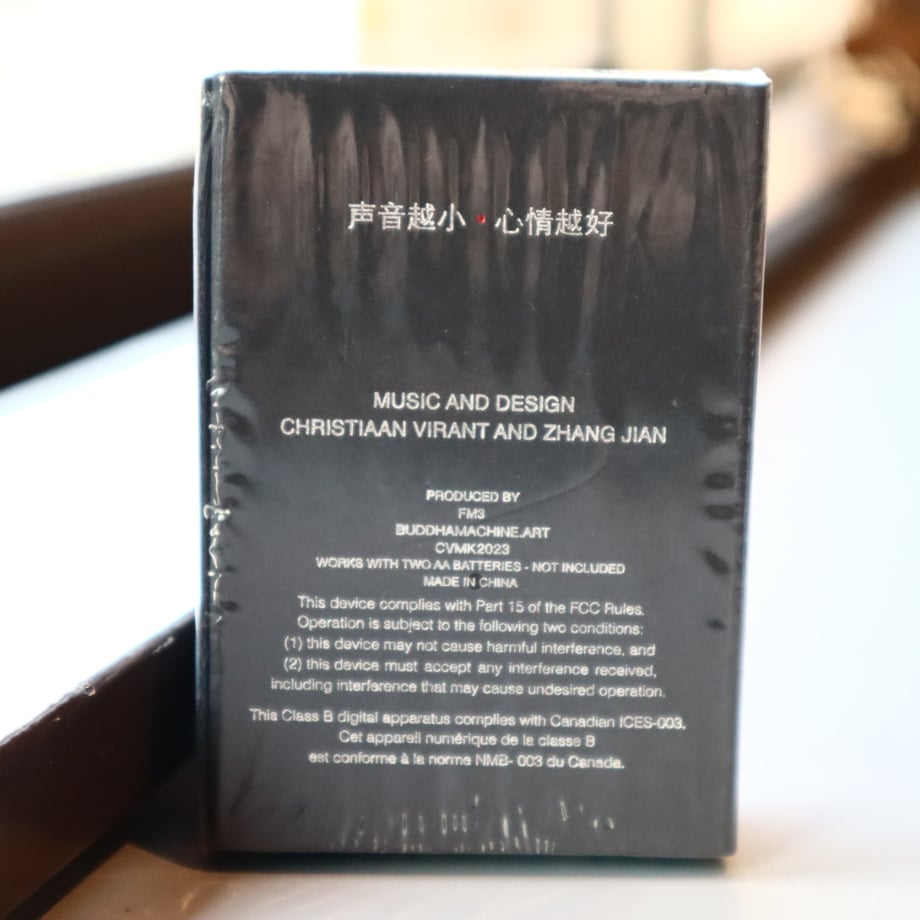 声音越小·心情越好
MUSIC AND DESIGN
CHRISTIAAN VIRANT AND ZHANG JIAN
PRODUCED BY
FM3
BUDDHAMACHINE.ART
CVMK2023
WORKS WITH TWO AA BATTERIES - NOT INCLUDED
MADE IN CHINA
This device complies with Part 15 of the FCC Rules.
Operation is subject to the following two conditions:
(1) this device may not cause harmful interference, and
(2) this device must accept any interference received,
including interference that may cause undesired operation.
This Class B digital apparatus complies with Canadian ICES-003.
Cet appareil numérique de la classe B
est conforme à la norme NMB- 003 du Canada.